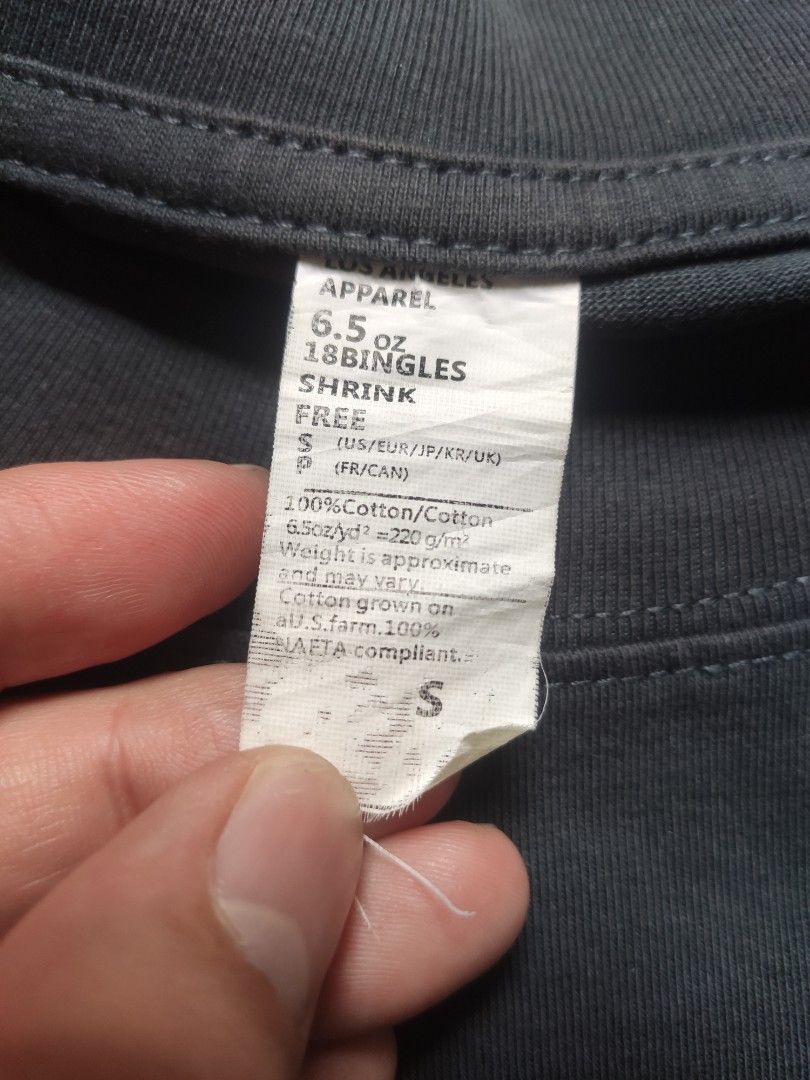 LOS ANGELES
APPAREL
6.5 oz
18BINGLES
SHRINK
FREE
S (US/EUR/JP/KR/UK)
P (FR/CAN)
100%Cotton/Cotton
6.5oz/yd² =220 g/m²
Weight is approximate
and may vary.
Cotton grown on
aU.S.farm.100%
NAFTA compliant.
S